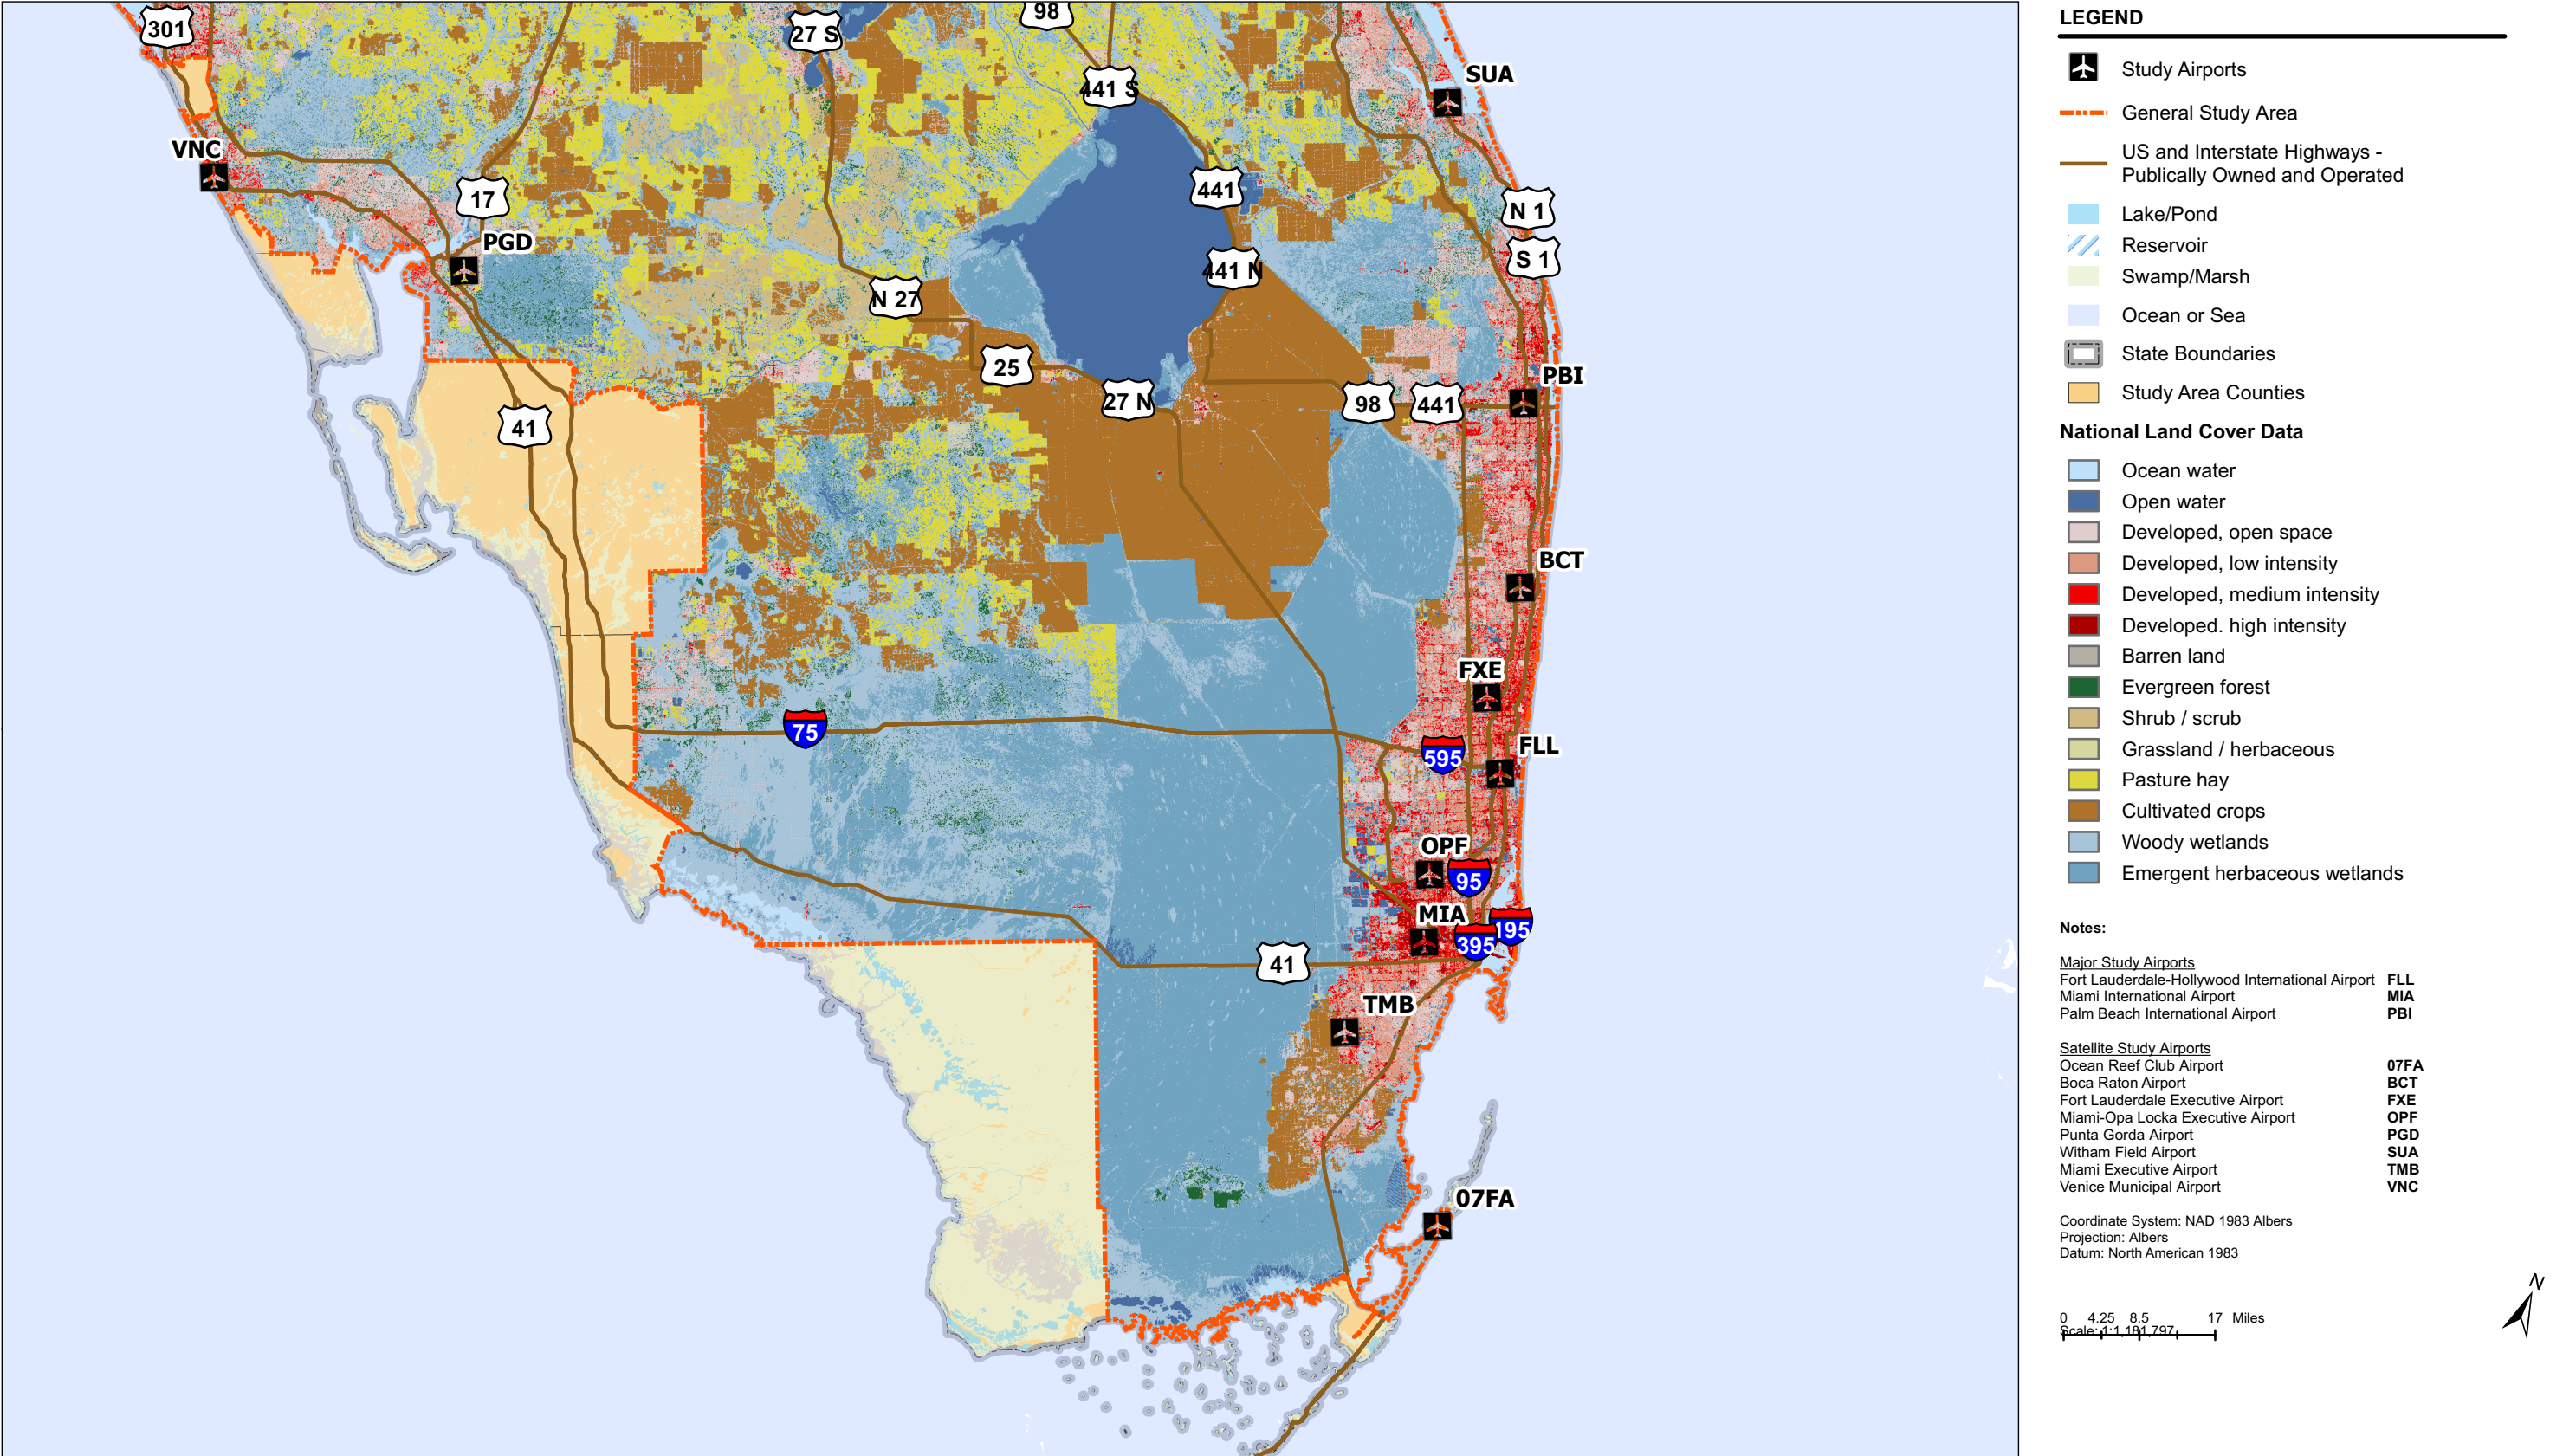 301
27 S
98
441 S
SUA
VNC
17
441
N 1
PGD
441 N
S 1
N 27
25
PBI
27 N
98
441
41
BCT
FXE
75
595
FLL
OPF
95
MIA
195
395
41
TMB
07FA
LEGEND
Study Airports
General Study Area
US and Interstate Highways -
Publically Owned and Operated
Lake/Pond
Reservoir
Swamp/Marsh
Ocean or Sea
State Boundaries
Study Area Counties
National Land Cover Data
Ocean water
Open water
Developed, open space
Developed, low intensity
Developed, medium intensity
Developed. high intensity
Barren land
Evergreen forest
Shrub / scrub
Grassland / herbaceous
Pasture hay
Cultivated crops
Woody wetlands
Emergent herbaceous wetlands
Notes:
Major Study Airports
Fort Lauderdale-Hollywood International Airport FLL
Miami International Airport MIA
Palm Beach International Airport PBI
Satellite Study Airports
Ocean Reef Club Airport 07FA
Boca Raton Airport BCT
Fort Lauderdale Executive Airport FXE
Miami-Opa Locka Executive Airport OPF
Punta Gorda Airport PGD
Witham Field Airport SUA
Miami Executive Airport TMB
Venice Municipal Airport VNC
Coordinate System: NAD 1983 Albers
Projection: Albers
Datum: North American 1983
N
0 4.25 8.5 17 Miles
Scale: 1:1,181,797